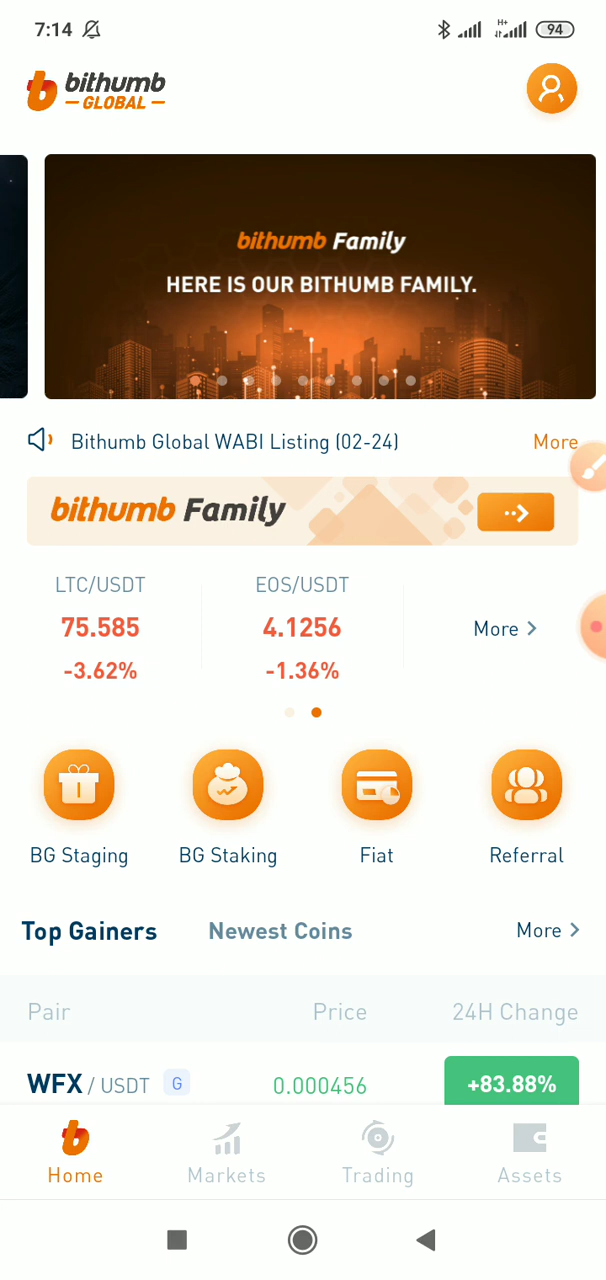 7:14
H+
94
bithumb
GLOBAL
bithumb Family
HERE IS OUR BITHUMB FAMILY.
Bithumb Global WABI Listing (02-24)
More
bithumb Family
LTC/USDT
EOS/USDT
75.585
4.1256
More
-3.62%
-1.36%
BG Staging
BG Staking
Fiat
Referral
Top Gainers
Newest Coins
More
Pair
Price
24H Change
WFX / USDT
G
0.000456
+83.88%
Home
Markets
Trading
Assets